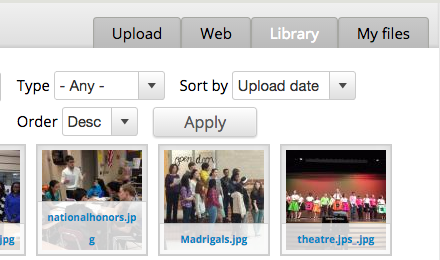 Upload Web Library My files
Type - Any - Sort by Upload date
Order Desc Apply
open door
nationalhonors.jp
g
jpg Madrigals.jpg theatre.jps_.jpg